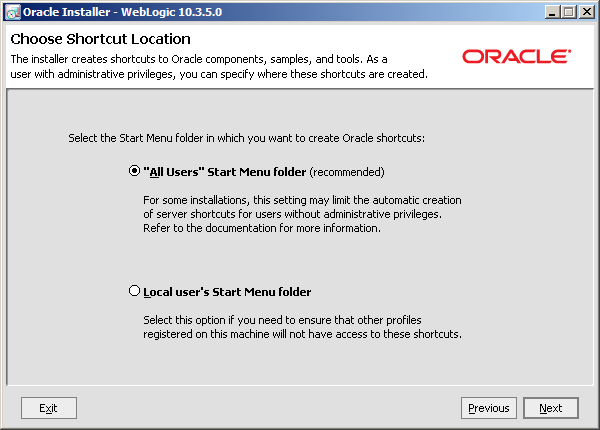 Oracle Installer - WebLogic 10.3.5.0
Choose Shortcut Location
The installer creates shortcuts to Oracle components, samples, and tools. As a
user with administrative privileges, you can specify where these shortcuts are created.
ORACLE
Select the Start Menu folder in which you want to create Oracle shortcuts:
"All Users" Start Menu folder (recommended)
For some installations, this setting may limit the automatic creation
of server shortcuts for users without administrative privileges.
Refer to the documentation for more information.
Local user's Start Menu folder
Select this option if you need to ensure that other profiles
registered on this machine will not have access to these shortcuts.
Exit
Previous
Next